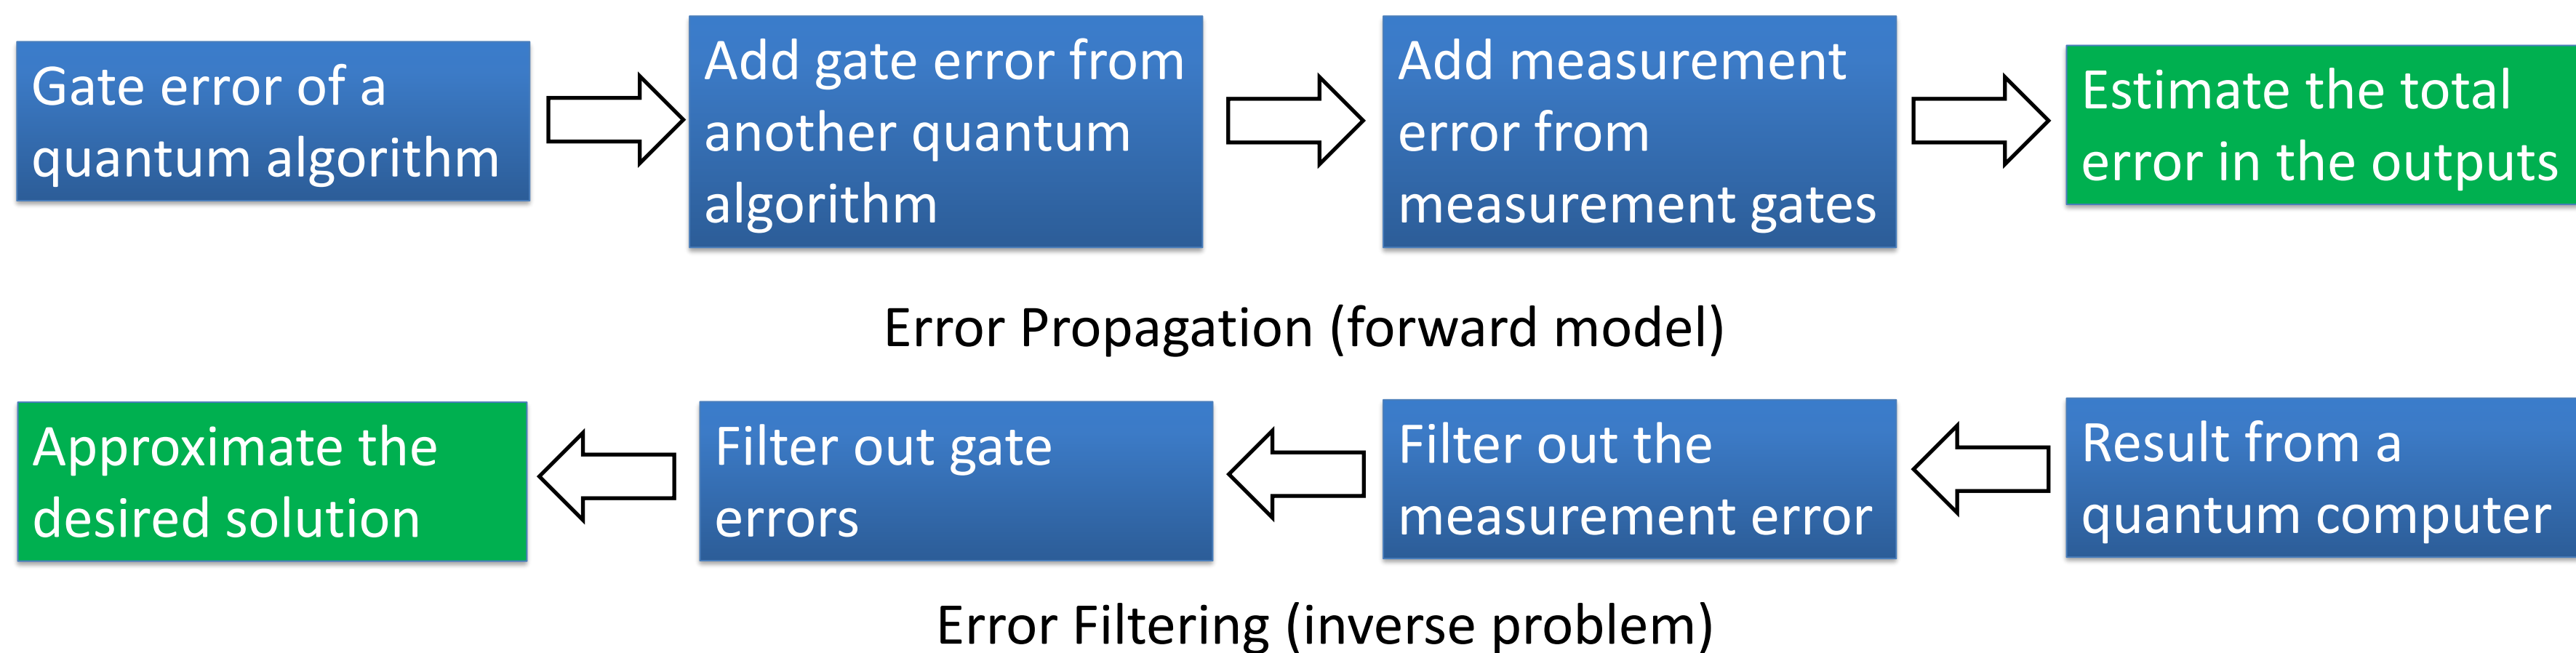 Gate error of a
quantum algorithm
Add gate error from
another quantum
algorithm
Add measurement
error from
measurement gates
Estimate the total
error in the outputs
Error Propagation (forward model)
Approximate the
desired solution
Filter out gate
errors
Filter out the
measurement error
Result from a
quantum computer
Error Filtering (inverse problem)